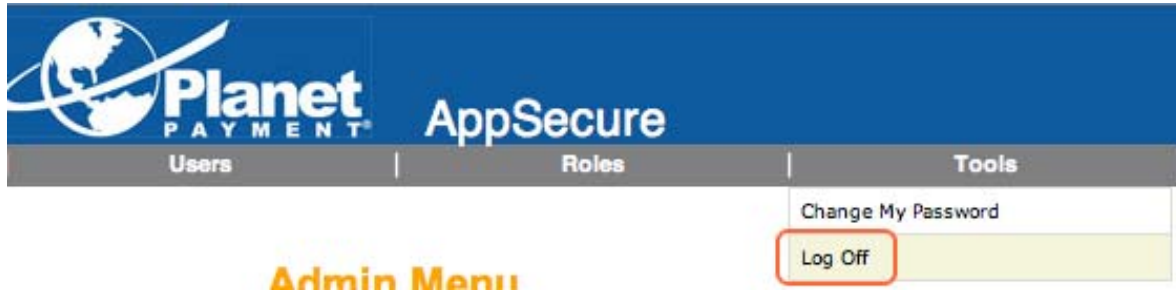 Planet
PAYMENT®
AppSecure
Users | Roles | Tools
Change My Password
Log Off
Admin Menu